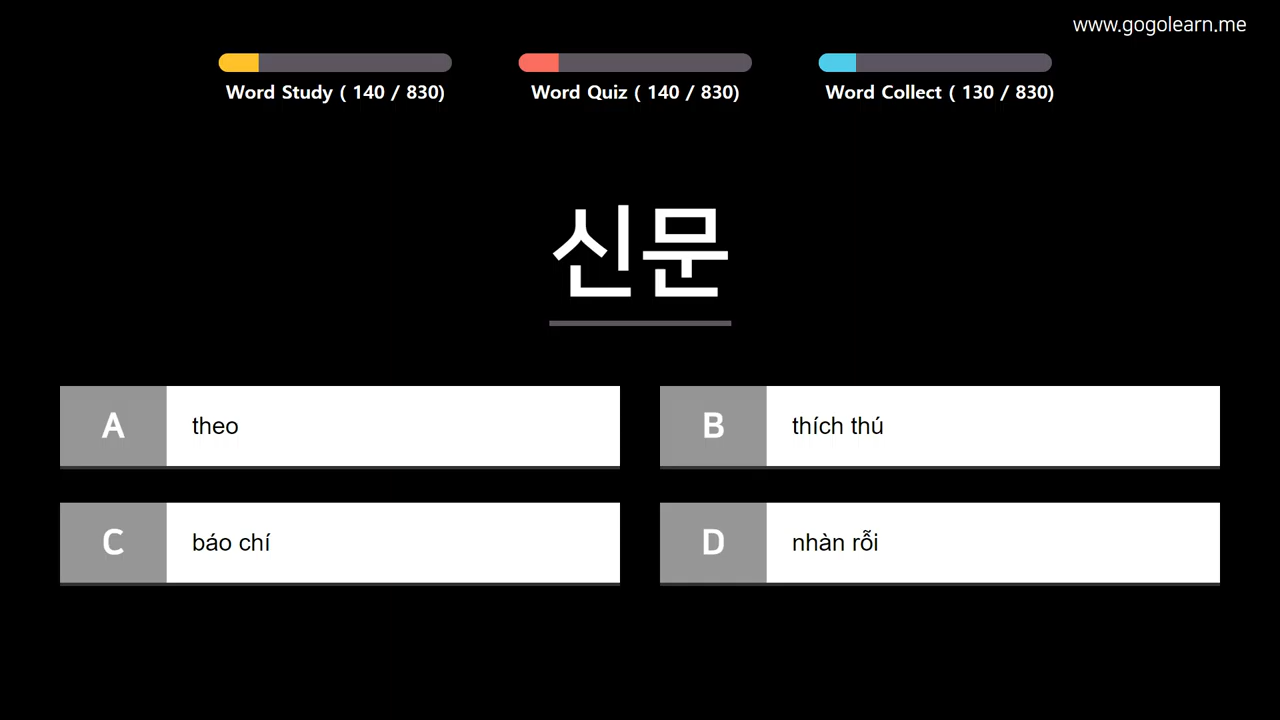 www.gogolearn.me
Word Study ( 140 / 830)
Word Quiz ( 140 / 830)
Word Collect ( 130 / 830)
신문
A theo
B thích thú
C báo chí
D nhàn rỗi